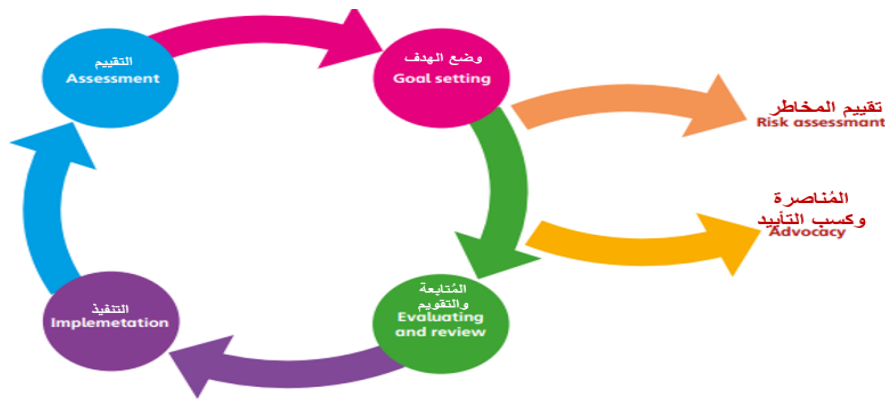 التقييم
Assessment
وضع الهدف
Goal setting
تقييم المخاطر
Risk assessmant
المُناصرة
وكسب التأييد
Advocacy
المُتابعة
والتقويم
Evaluating
and review
التنفيذ
Implemetation